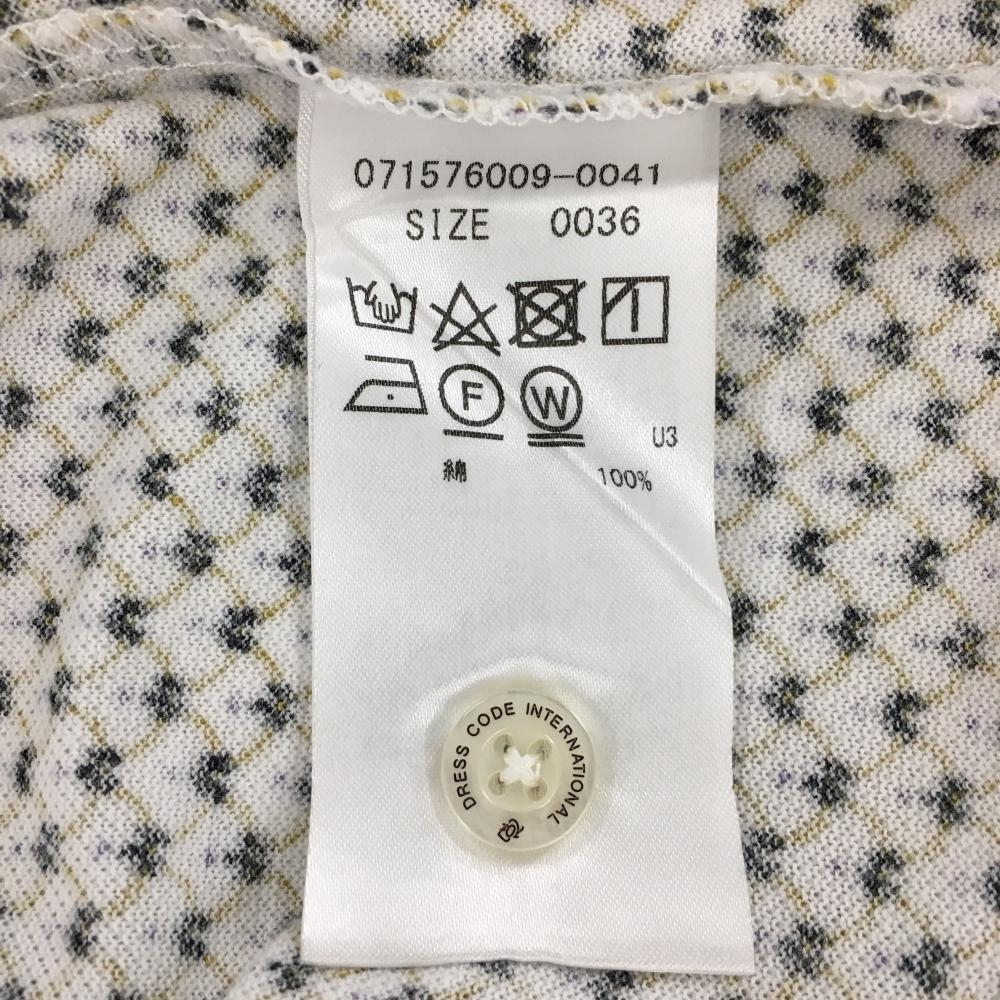 071576009-0041
SIZE 0036
F W
U3
綿 100%
DRESS CODE INTERNATIONAL